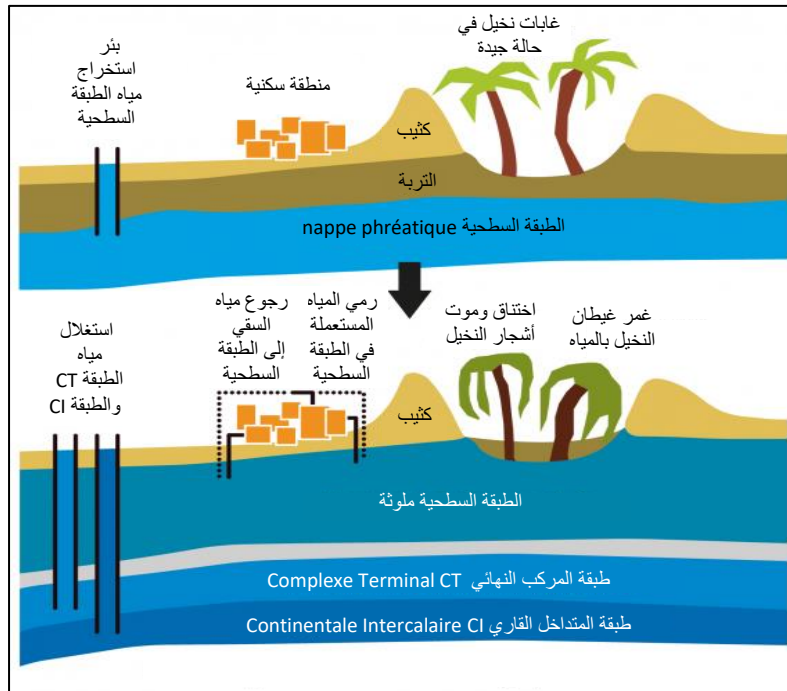 بئر
استخراج
مياه الطبقة
السطحية
منطقة سكنية
غابات نخيل في
حالة جيدة
كثيب
التربة
الطبقة السطحية nappe phréatique
استغلال
مياه
الطبقة CT
والطبقة CI
رجوع مياه
السقي
إلى الطبقة
السطحية
رمي المياه
المستعملة
في الطبقة
السطحية
اختناق وموت
أشجار النخيل
غمر غيطان
النخيل بالمياه
كثيب
الطبقة السطحية ملوثة
طبقة المركب النهائي Complexe Terminal CT
طبقة المتداخل القاري Continentale Intercalaire CI